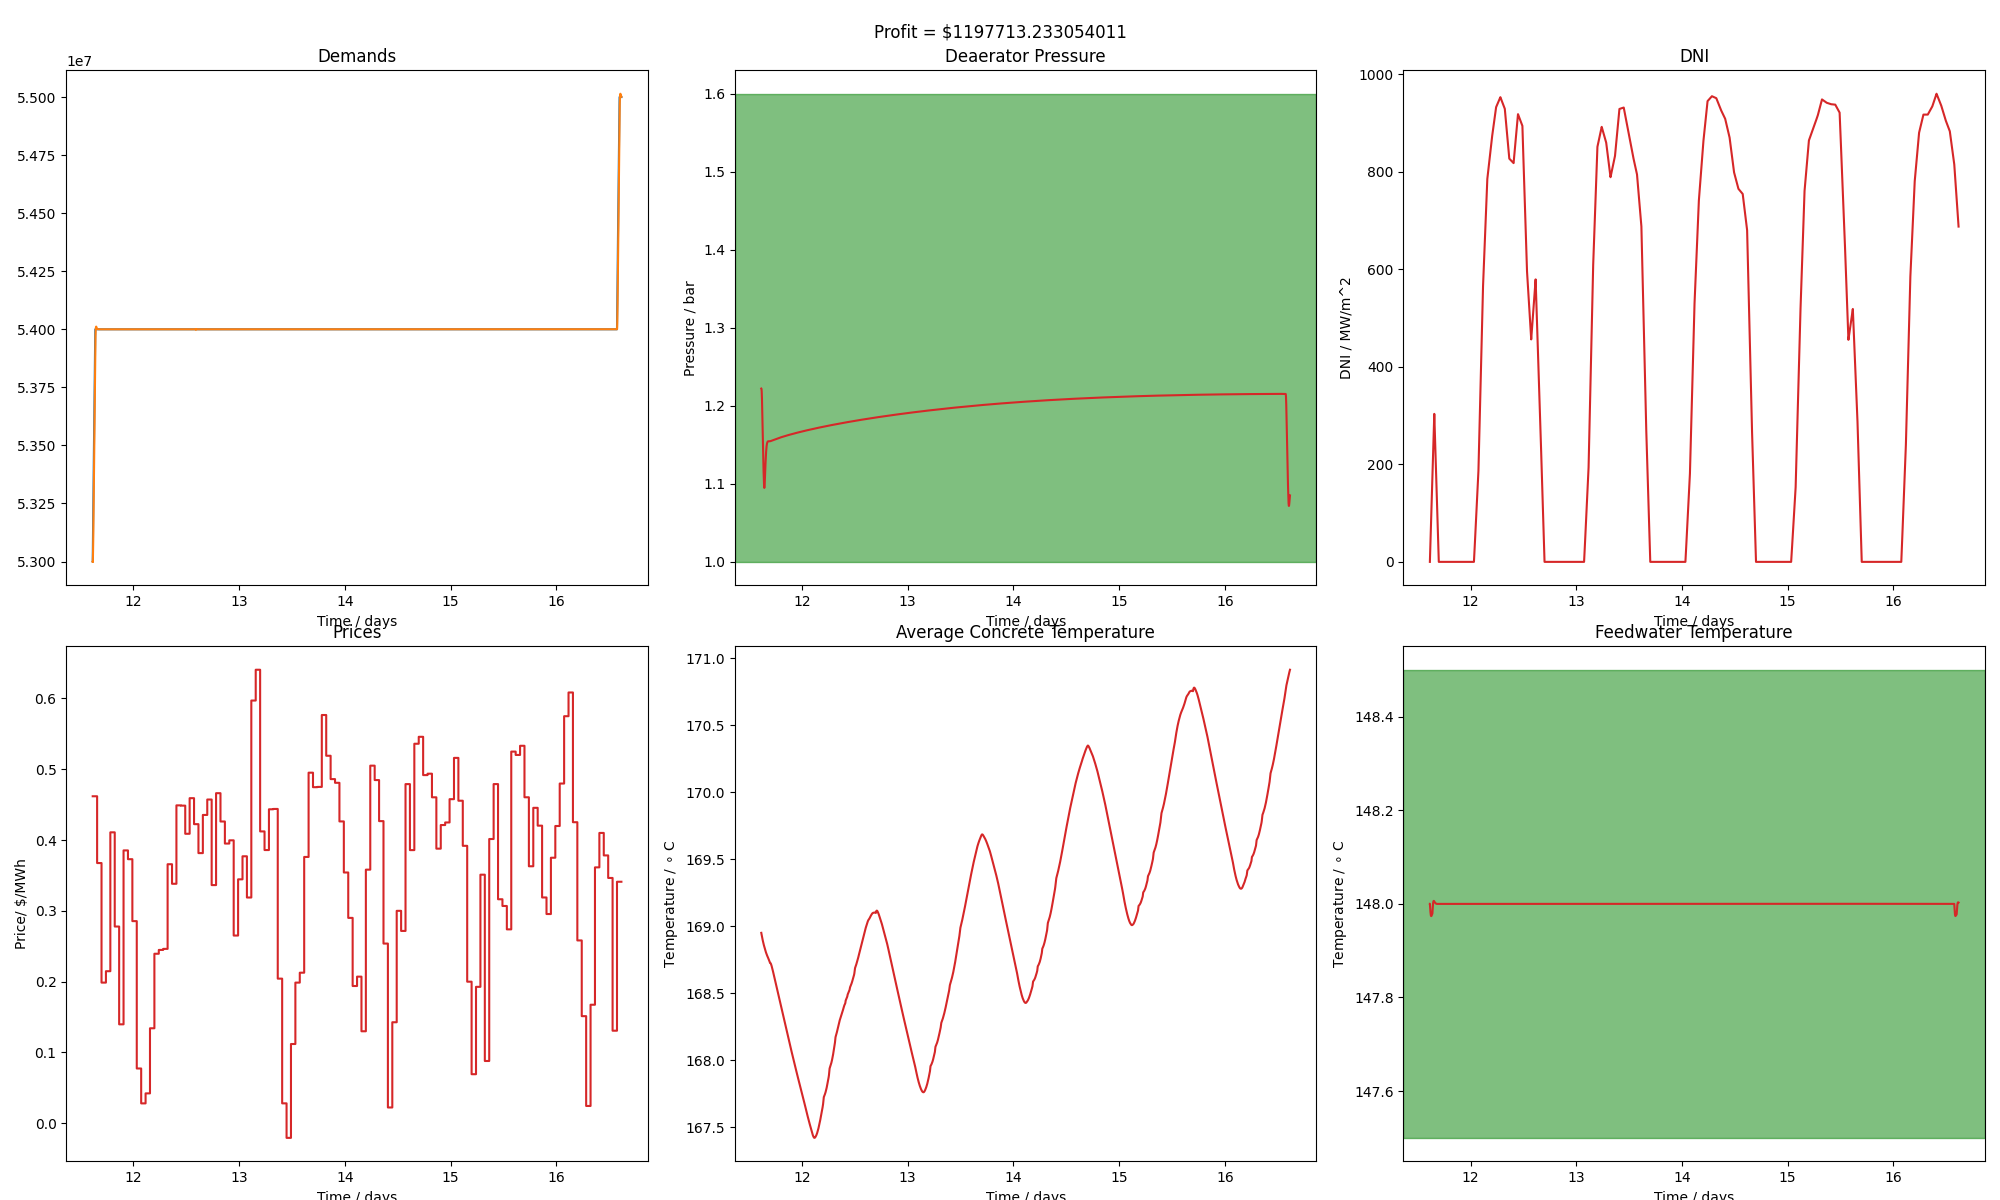 Profit = $1197713.233054011
Demands
1e7
5.500
5.475
5.450
5.425
5.400
5.375
5.350
5.325
5.300
12 13 14 15 16
Time / days
Deaerator Pressure
Pressure / bar
1.6
1.5
1.4
1.3
1.2
1.1
1.0
12 13 14 15 16
Time / days
DNI
DNI / MW/m^2
1000
800
600
400
200
0
12 13 14 15 16
Time / days
Prices
Price/ $/MWh
0.6
0.5
0.4
0.3
0.2
0.1
0.0
12 13 14 15 16
Time / days
Average Concrete Temperature
Temperature / ∘ C
171.0
170.5
170.0
169.5
169.0
168.5
168.0
167.5
12 13 14 15 16
Time / days
Feedwater Temperature
Temperature / ∘ C
148.4
148.2
148.0
147.8
147.6
12 13 14 15 16
Time / days